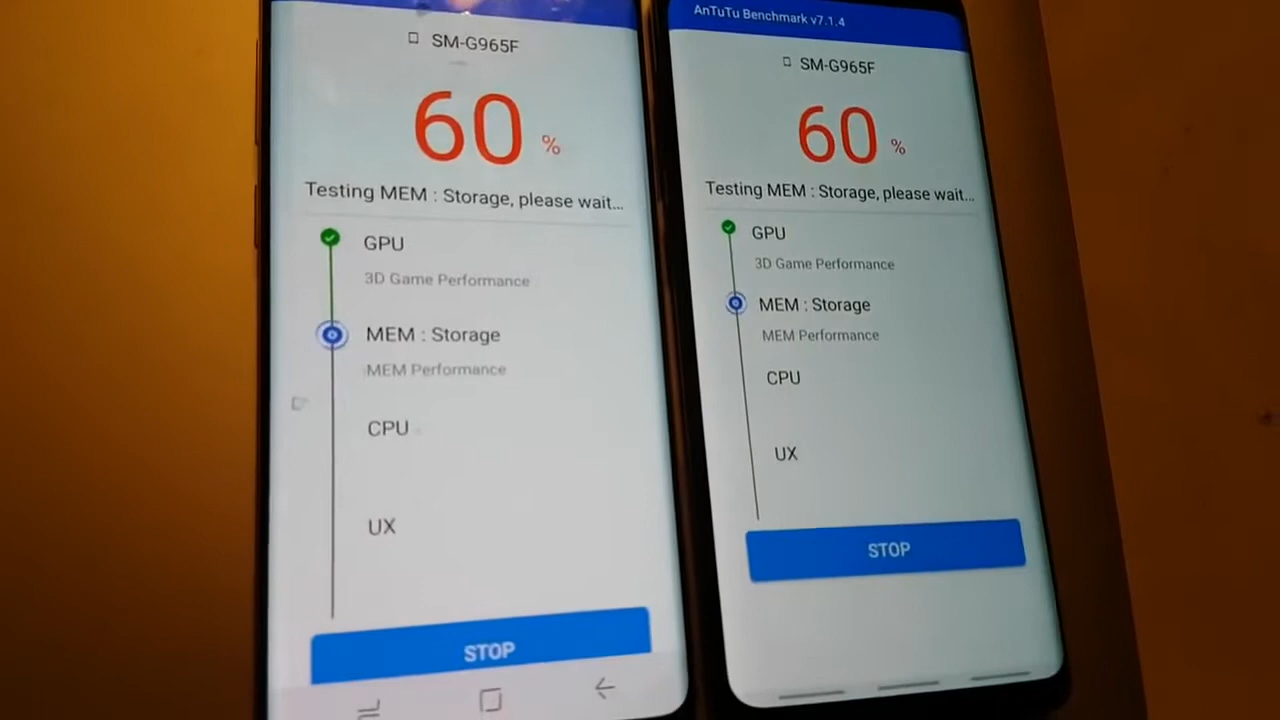 SM-G965F
60 %
Testing MEM : Storage, please wait...
GPU
3D Game Performance
MEM : Storage
MEM Performance
CPU
UX
STOP
AnTuTu Benchmark v7.1.4
SM-G965F
60 %
Testing MEM : Storage, please wait...
GPU
3D Game Performance
MEM : Storage
MEM Performance
CPU
UX
STOP